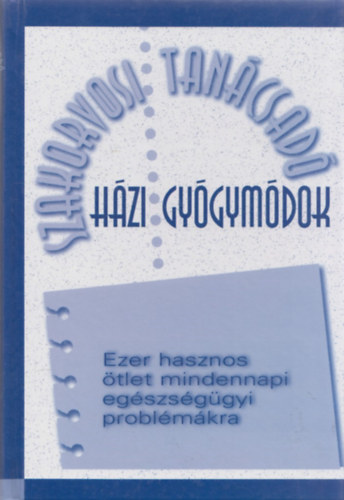 SZAKORVOSI TANÁCSADÓ
HÁZI GYÓGYMÓDOK
Ezer hasznos
ötlet mindennapi
egészségügyi
problémákra